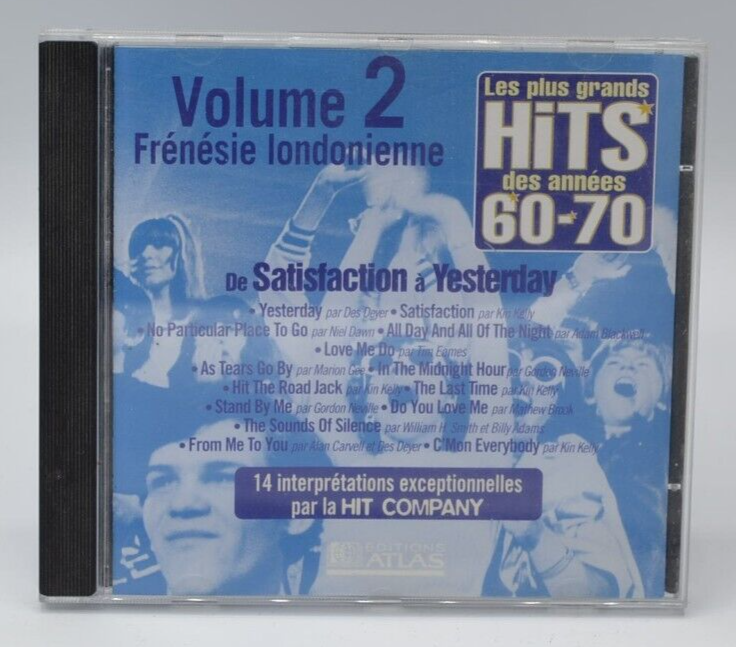 Volume 2
Frénésie londonienne
Les plus grands
HiTS
des années
60-70
De Satisfaction à Yesterday
• Yesterday par Des Deyer • Satisfaction par Kin Kelly
• No Particular Place To Go par Niel Dawn • All Day And All Of The Night par Adam Blackwell
• Love Me Do par Tim Eames
• As Tears Go By par Marion Gee • In The Midnight Hour par Gordon Neville
• Hit The Road Jack par Kin Kelly • The Last Time par Kin Kelly
• Stand By Me par Gordon Neville • Do You Love Me par Mathew Brook
• The Sounds Of Silence par William H. Smith et Billy Adams
• From Me To You par Alan Carvell et Des Deyer • C'Mon Everybody par Kin Kelly
14 interprétations exceptionnelles
par la HIT COMPANY
EDITIONS
ATLAS